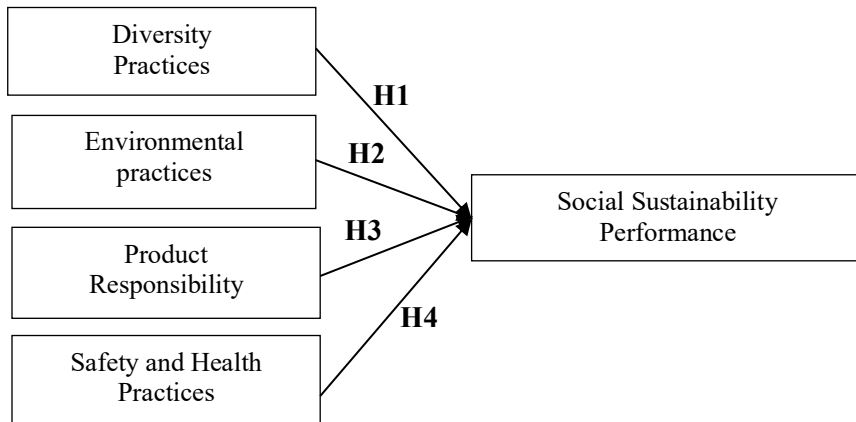 Diversity
Practices
H1
Environmental
practices
H2
Social Sustainability
Performance
Product
Responsibility
H3
Safety and Health
Practices
H4